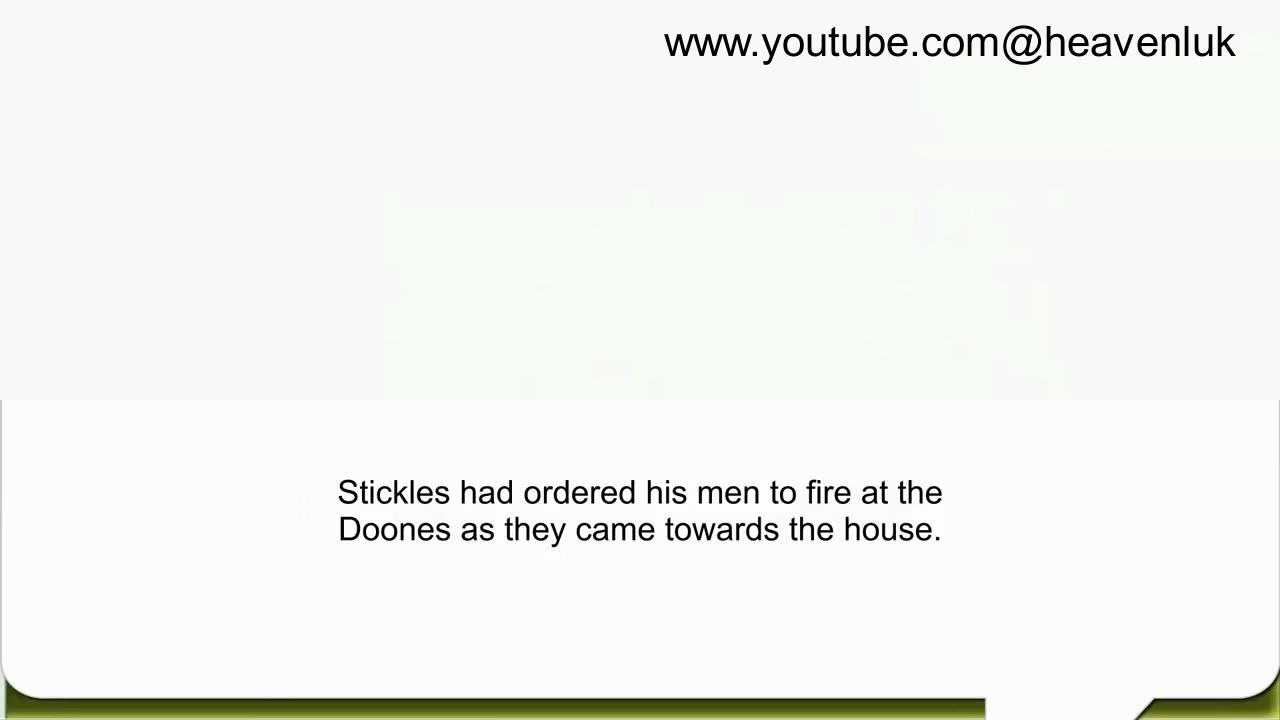 www.youtube.com@heavenluk
Stickles had ordered his men to fire at the
Doones as they came towards the house.